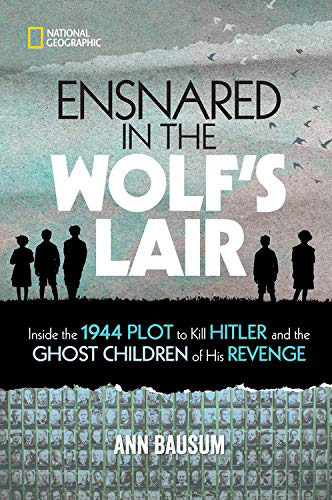 NATIONAL
GEOGRAPHIC
ENSNARED
IN THE
WOLF'S
LAIR
Inside the 1944 PLOT to Kill HITLER and the
GHOST CHILDREN of His REVENGE
ANN BAUSUM